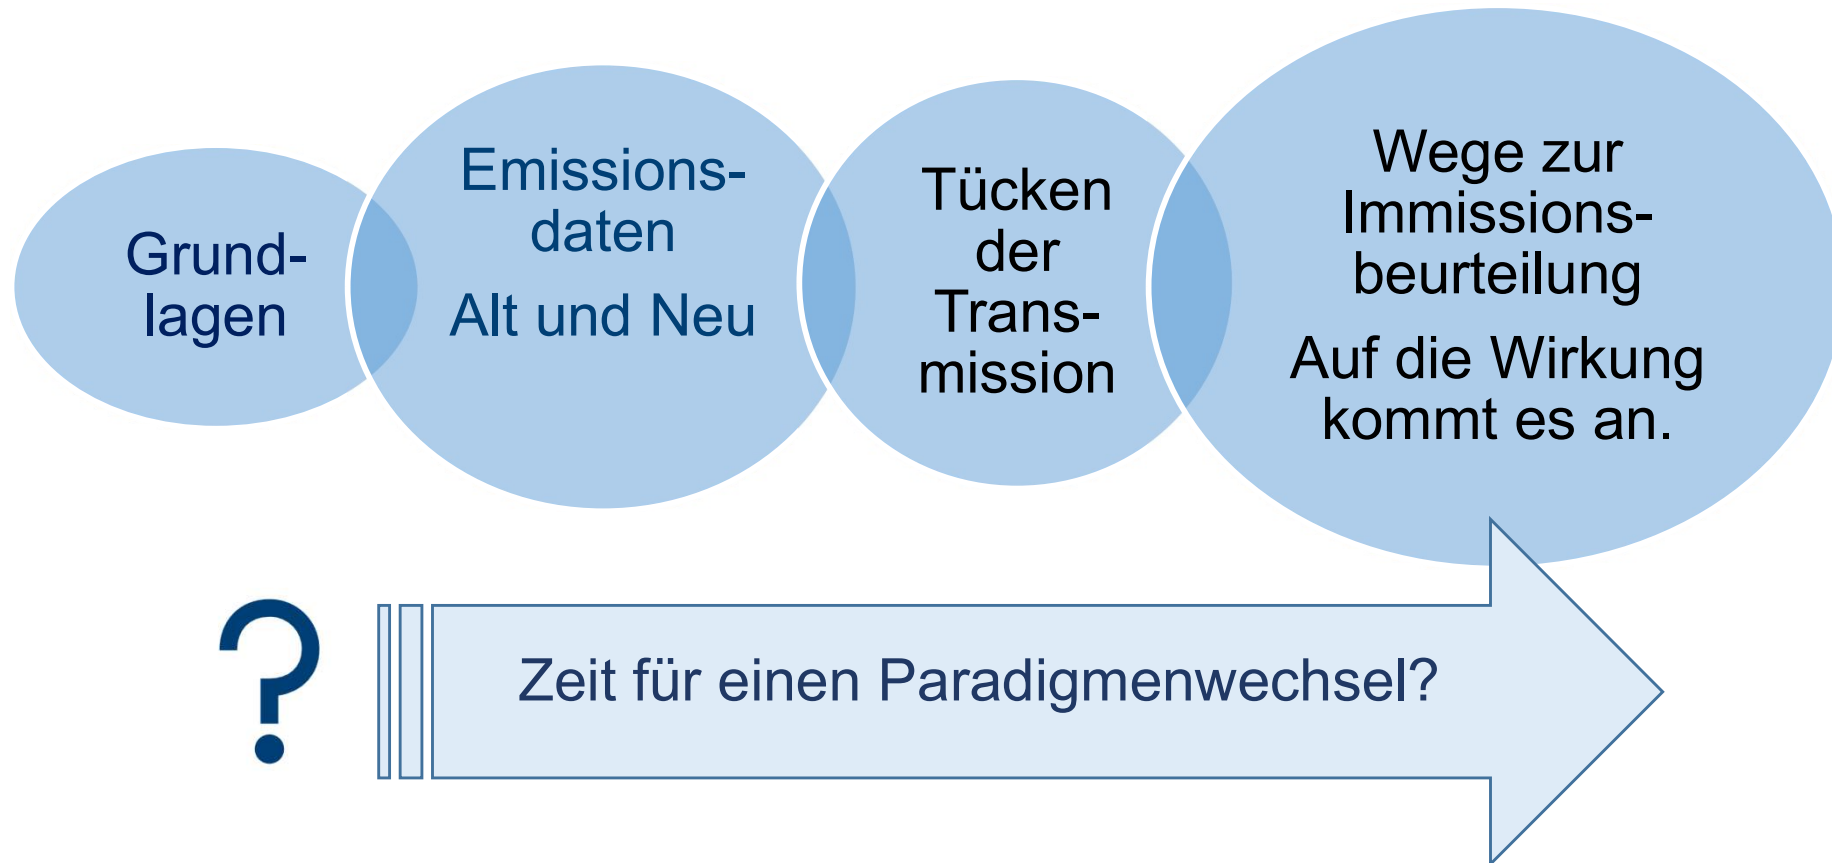 Grund-
lagen
Emissions-
daten
Alt und Neu
Tücken
der
Trans-
mission
Wege zur
Immissions-
beurteilung
Auf die Wirkung
kommt es an.
?
Zeit für einen Paradigmenwechsel?